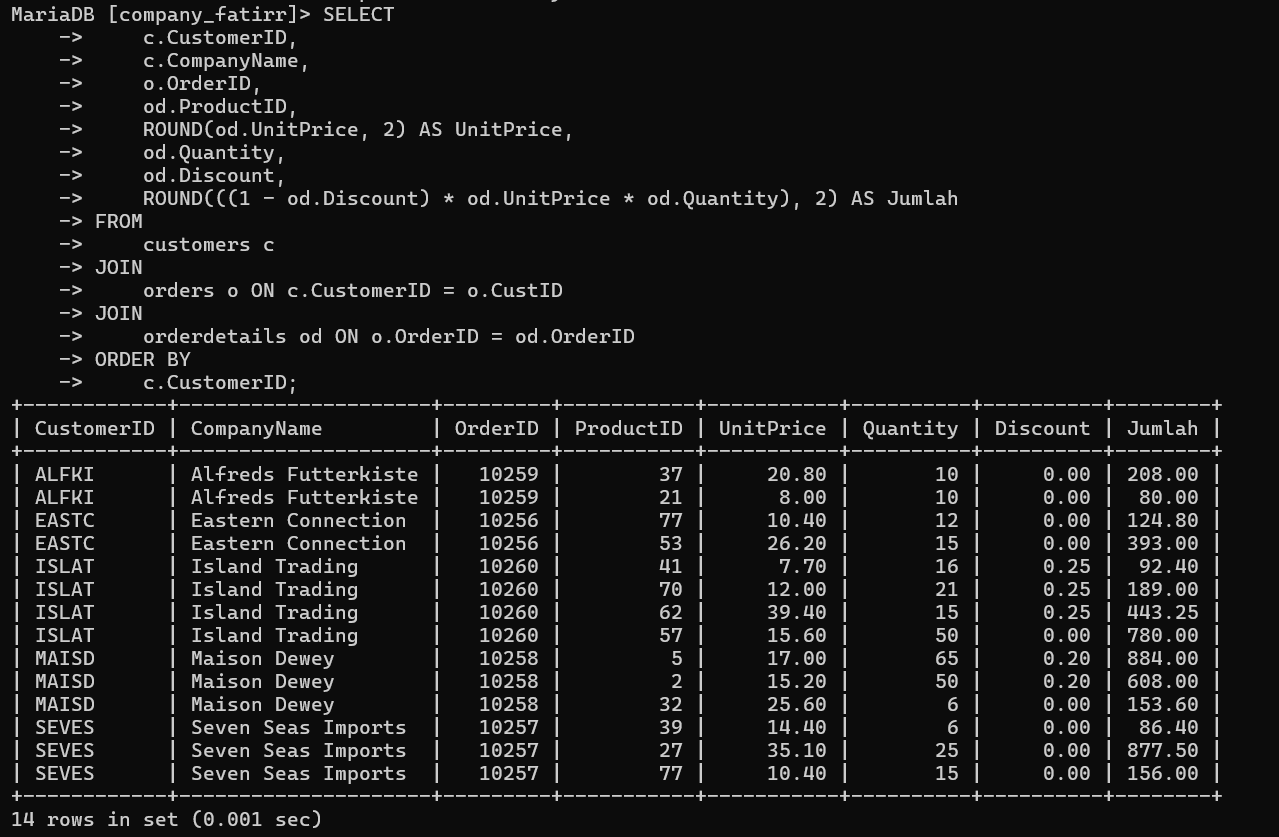 MariaDB [company_fatirr]> SELECT
    ->     c.CustomerID,
    ->     c.CompanyName,
    ->     o.OrderID,
    ->     od.ProductID,
    ->     ROUND(od.UnitPrice, 2) AS UnitPrice,
    ->     od.Quantity,
    ->     od.Discount,
    ->     ROUND(((1 - od.Discount) * od.UnitPrice * od.Quantity), 2) AS Jumlah
    -> FROM
    ->     customers c
    -> JOIN
    ->     orders o ON c.CustomerID = o.CustID
    -> JOIN
    ->     orderdetails od ON o.OrderID = od.OrderID
    -> ORDER BY
    ->     c.CustomerID;
+------------+---------------------+---------+-----------+-----------+----------+----------+--------+
| CustomerID | CompanyName         | OrderID | ProductID | UnitPrice | Quantity | Discount | Jumlah |
+------------+---------------------+---------+-----------+-----------+----------+----------+--------+
| ALFKI      | Alfreds Futterkiste |   10259 |        37 |     20.80 |       10 |     0.00 | 208.00 |
| ALFKI      | Alfreds Futterkiste |   10259 |        21 |      8.00 |       10 |     0.00 |  80.00 |
| EASTC      | Eastern Connection  |   10256 |        77 |     10.40 |       12 |     0.00 | 124.80 |
| EASTC      | Eastern Connection  |   10256 |        53 |     26.20 |       15 |     0.00 | 393.00 |
| ISLAT      | Island Trading      |   10260 |        41 |      7.70 |       16 |     0.25 |  92.40 |
| ISLAT      | Island Trading      |   10260 |        70 |     12.00 |       21 |     0.25 | 189.00 |
| ISLAT      | Island Trading      |   10260 |        62 |     39.40 |       15 |     0.25 | 443.25 |
| ISLAT      | Island Trading      |   10260 |        57 |     15.60 |       50 |     0.00 | 780.00 |
| MAISD      | Maison Dewey        |   10258 |         5 |     17.00 |       65 |     0.20 | 884.00 |
| MAISD      | Maison Dewey        |   10258 |         2 |     15.20 |       50 |     0.20 | 608.00 |
| MAISD      | Maison Dewey        |   10258 |        32 |     25.60 |        6 |     0.00 | 153.60 |
| SEVES      | Seven Seas Imports  |   10257 |        39 |     14.40 |        6 |     0.00 |  86.40 |
| SEVES      | Seven Seas Imports  |   10257 |        27 |     35.10 |       25 |     0.00 | 877.50 |
| SEVES      | Seven Seas Imports  |   10257 |        77 |     10.40 |       15 |     0.00 | 156.00 |
+------------+---------------------+---------+-----------+-----------+----------+----------+--------+
14 rows in set (0.001 sec)